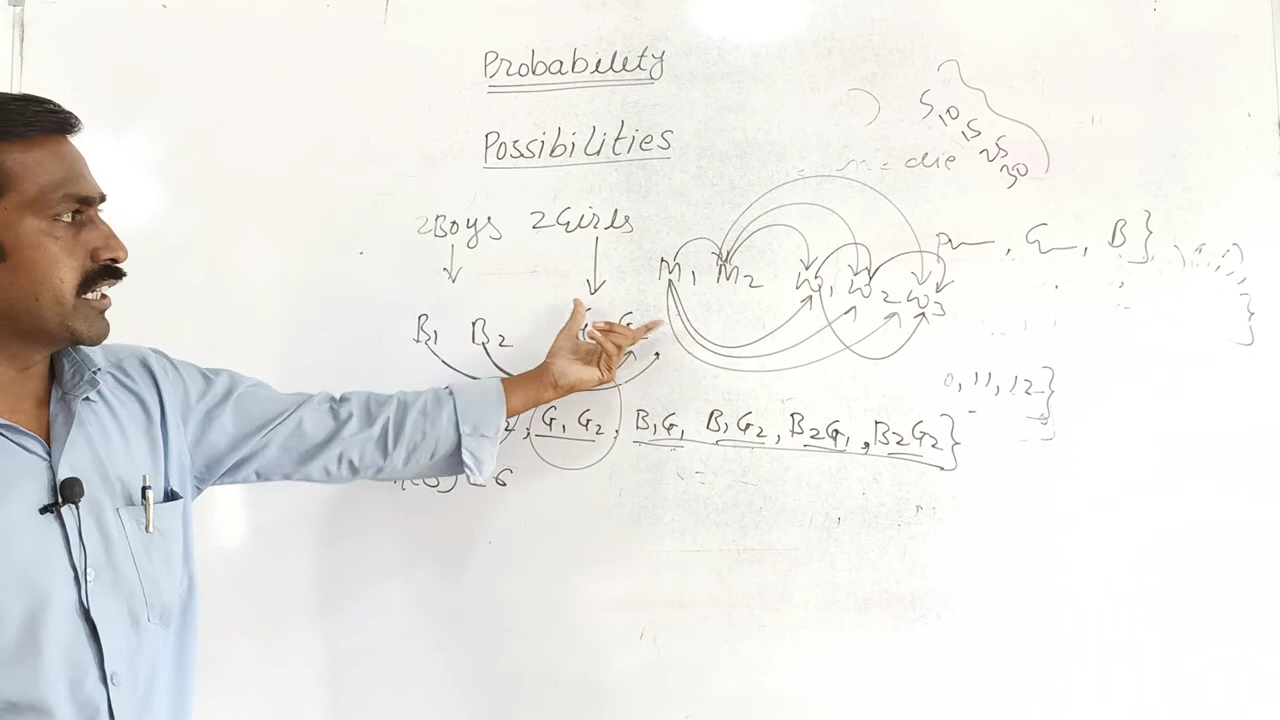 Probability
Possibilities
5, 10, 15
25
30
n = die
2Boys 2Girls
G B }
M1 M2 W1 W2 W3
B1 B2 G
0, 11, 12 }
, G1 G2, B1G1 B1G2, B2G1, B2G2 }
= 6